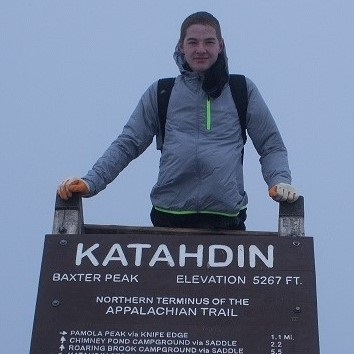 KATAHDIN
BAXTER PEAK ELEVATION 5267 FT.
NORTHERN TERMINUS OF THE
APPALACHIAN TRAIL
→ PAMOLA PEAK via KNIFE EDGE 1.1 Mi.
↑ CHIMNEY POND CAMPGROUND via SADDLE 2.2
↑ ROARING BROOK CAMPGROUND via SADDLE 5.5